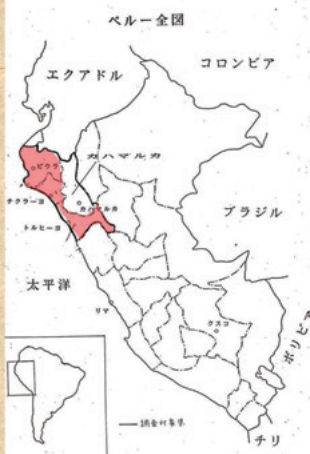 ペルー全図
エクアドル
コロンビア
カハマルカ
ピウラ
チクラーヨ
カハマルカ
トルヒーヨ
ブラジル
太平洋
リマ
クスコ
ボリビア
調査対象県
チリ